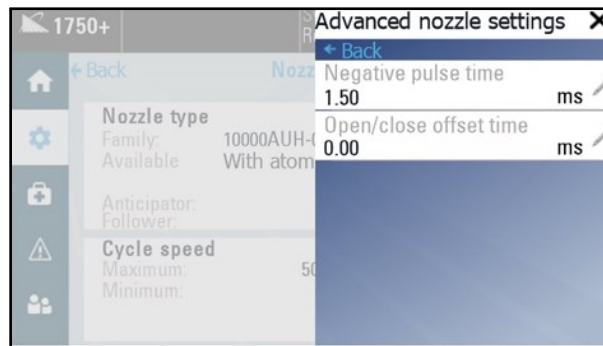 1750+
Advanced nozzle settings
← Back
Negative pulse time
1.50 ms
Open/close offset time
0.00 ms
← Back
Nozzle type
Family: 10000AUH-
Available With atom
Anticipator:
Follower:
Cycle speed
Maximum: 50
Minimum: